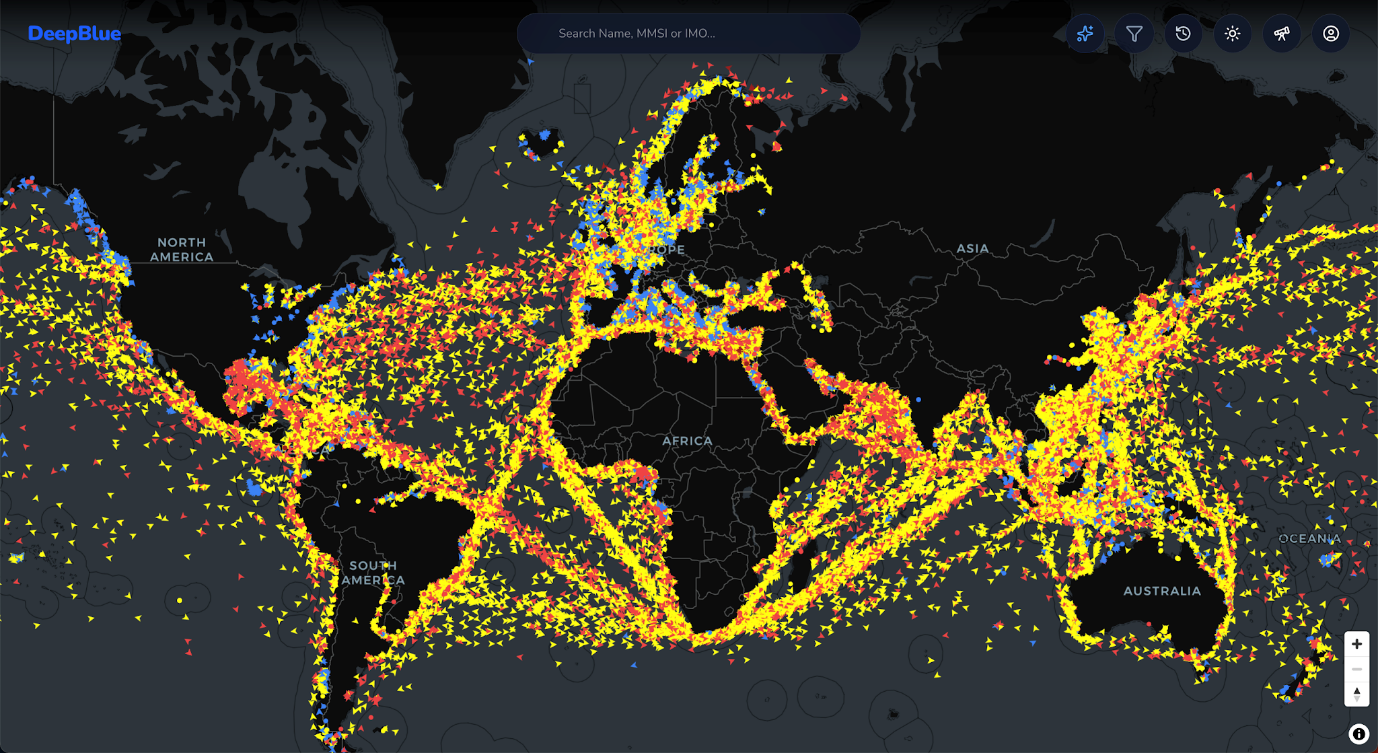 DeepBlue
Search Name, MMSI or IMO...
NORTH
AMERICA
ASIA
AFRICA
SOUTH
AMERICA
OCEANIA
AUSTRALIA